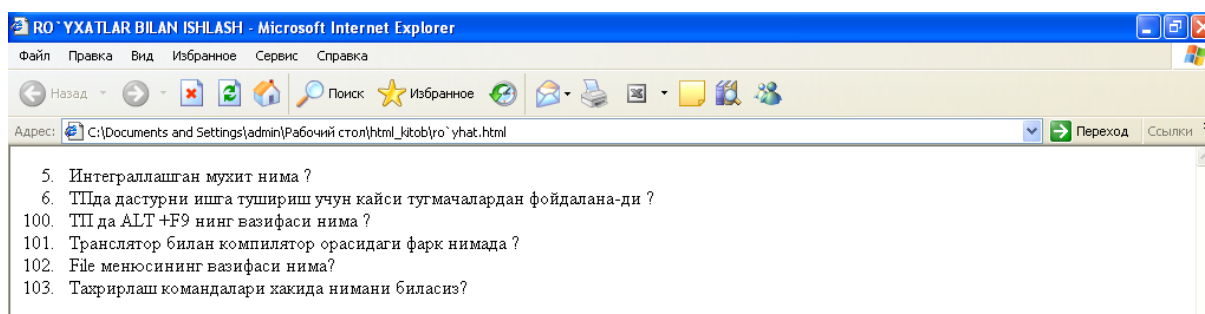 RO`YXATLAR BILAN ISHLASH - Microsoft Internet Explorer
Файл Правка Вид Избранное Сервис Справка
Назад Поиск Избранное
Адрес: C:\Documents and Settings\admin\Рабочий стол\html_kitob\ro`yhat.html Переход Ссылки
5. Интеграллашган мухит нима ?
6. ТПда дастурни ишга тушириш учун кайси тугмачалардан фойдалана-ди ?
100. ТП да ALT +F9 нинг вазифаси нима ?
101. Транслятор билан компилятор орасидаги фарк нимада ?
102. File менюсининг вазифаси нима?
103. Тахрирлаш командалари хакида нимани биласиз?